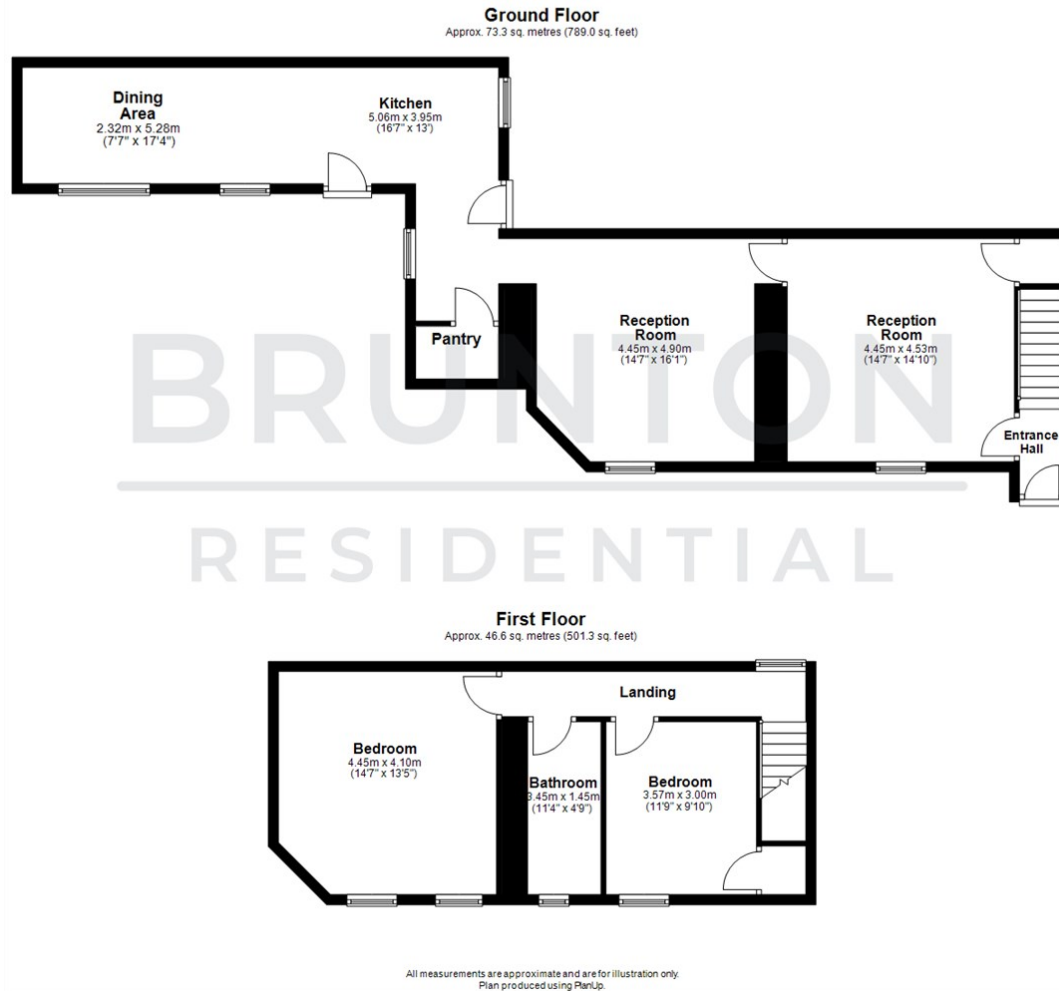 Ground Floor
Approx. 73.3 sq. metres (789.0 sq. feet)
Dining
Area
2.32m x 5.28m
(7'7" x 17'4")
Kitchen
5.06m x 3.95m
(16'7" x 13')
Pantry
Reception
Room
4.45m x 4.90m
(14'7" x 16'1")
Reception
Room
4.45m x 4.53m
(14'7" x 14'10")
Entrance
Hall
BRUNTON
RESIDENTIAL
First Floor
Approx. 46.6 sq. metres (501.3 sq. feet)
Landing
Bedroom
4.45m x 4.10m
(14'7" x 13'5")
Bathroom
3.45m x 1.45m
(11'4" x 4'9")
Bedroom
3.57m x 3.00m
(11'9" x 9'10")
All measurements are approximate and are for illustration only.
Plan produced using PlanUp.